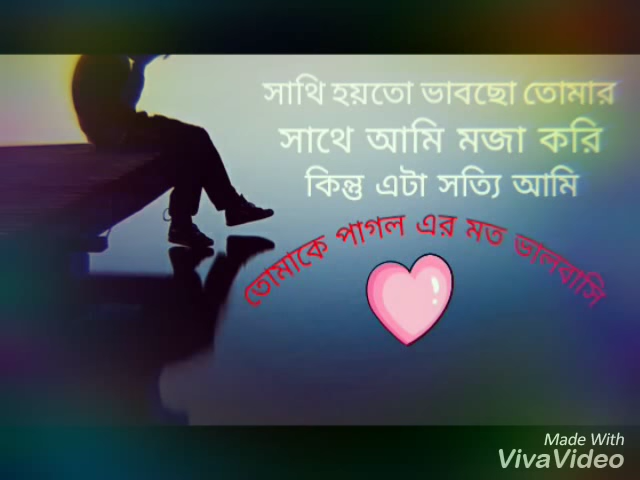 সাথি হয়তো ভাবছো তোমার
সাথে আমি মজা করি
কিন্তু এটা সত্যি আমি
তোমাকে পাগল এর মত ভালবাসি
Made With
VivaVideo